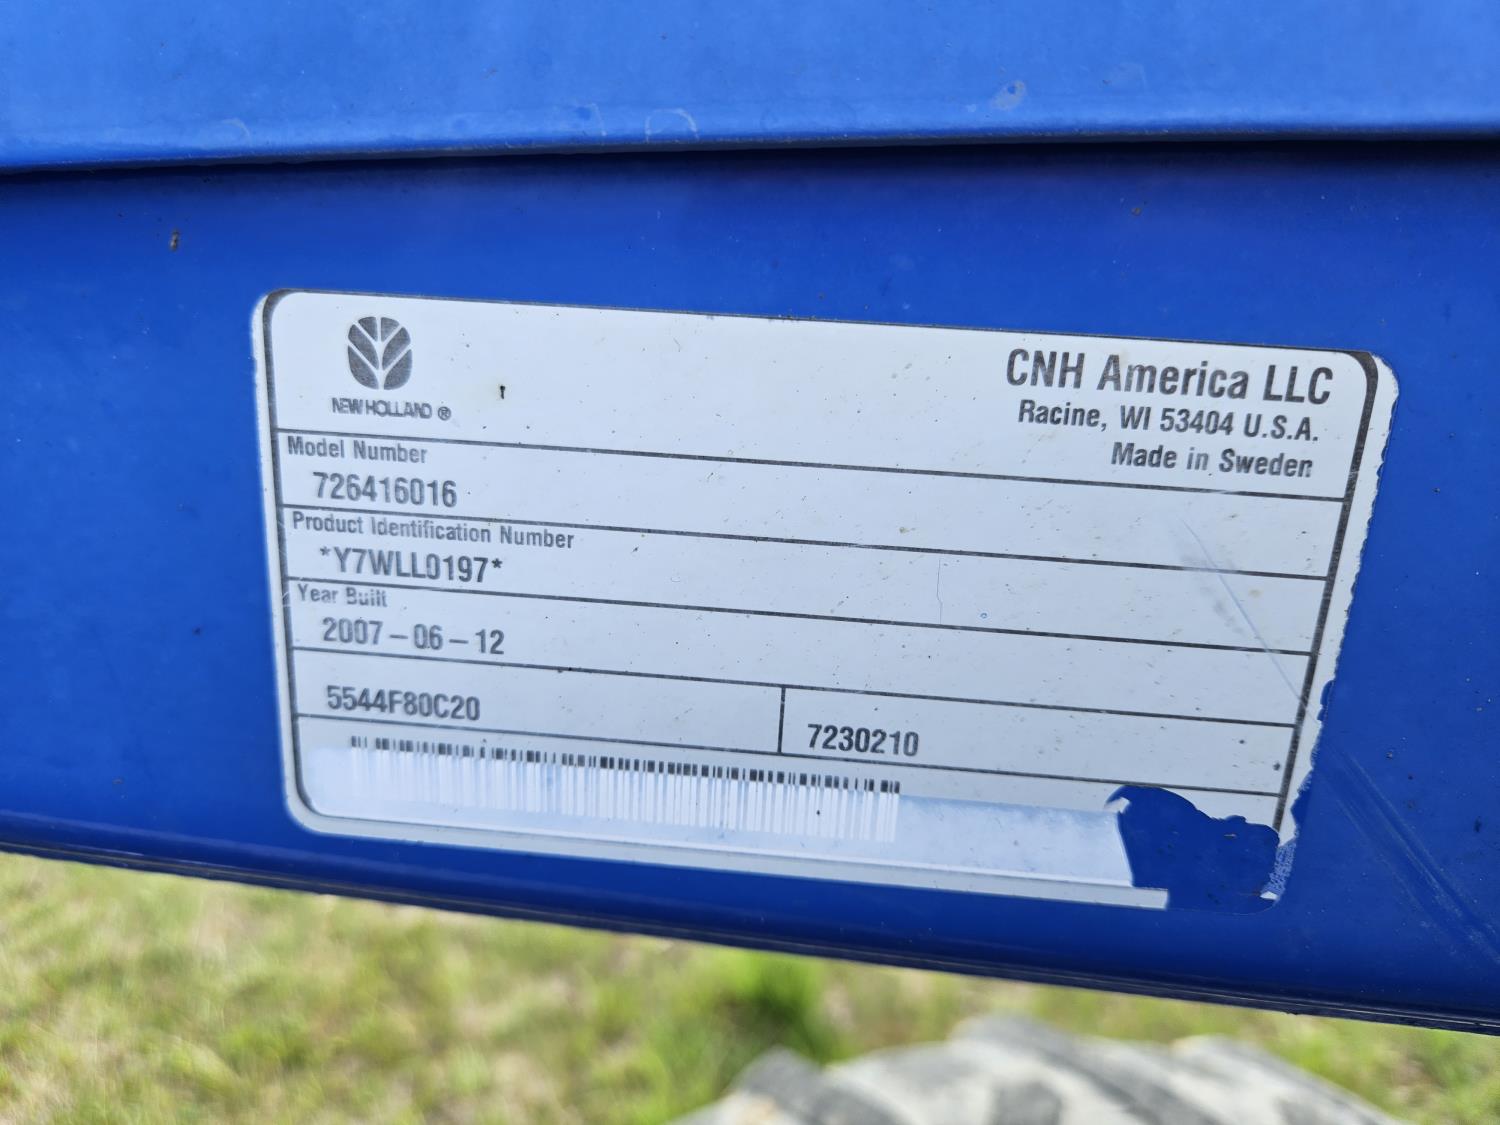 NEW HOLLAND ®
CNH America LLC
Racine, WI 53404 U.S.A.
Made in Sweden
Model Number
726416016
Product Identification Number
*Y7WLL0197*
Year Built
2007-06-12
5544F80C20
7230210